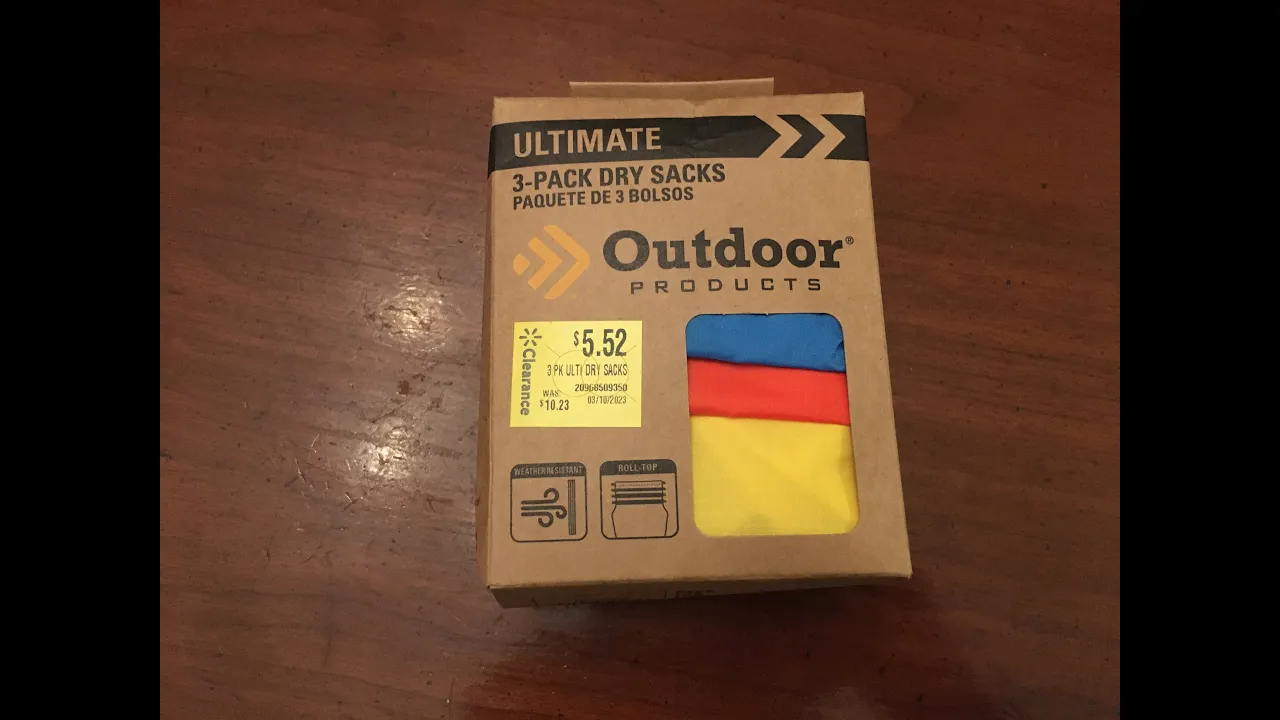 ULTIMATE
3-PACK DRY SACKS
PAQUETE DE 3 BOLSOS
Outdoor®
PRODUCTS
Clearance
$5.52
3 PK ULTI DRY SACKS
20968509350
WAS
$10.23
03/10/2023
WEATHER RESISTANT
ROLL-TOP